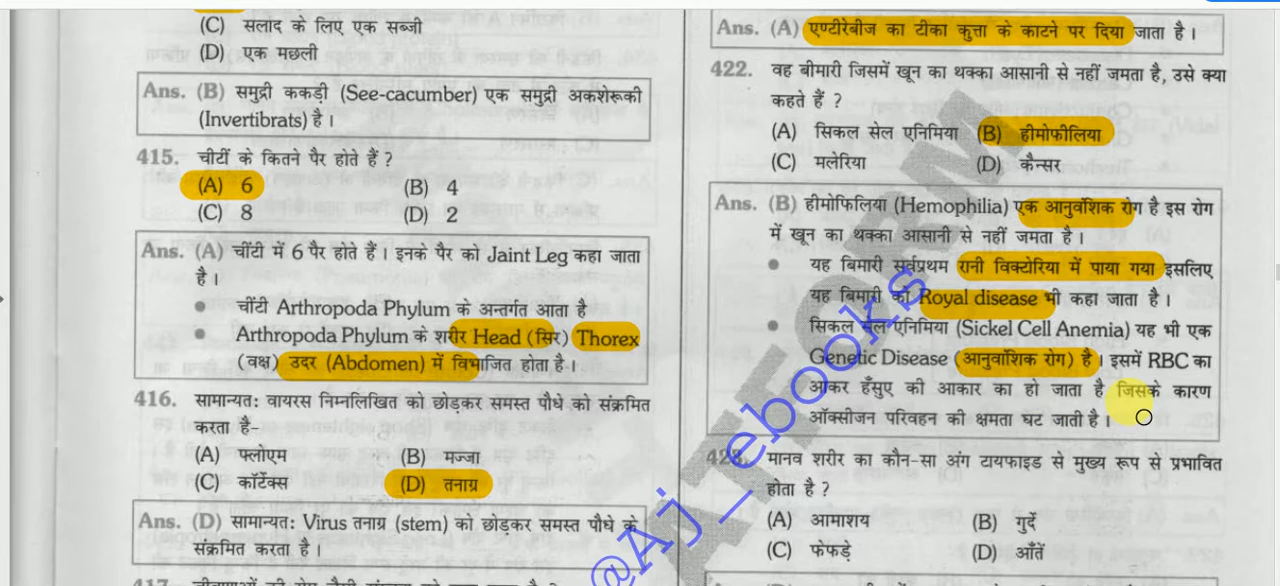 (C) सलाद के लिए एक सब्जी
(D) एक मछली
Ans. (B) समुद्री ककड़ी (See-cacumber) एक समुद्री अकशेरूकी
(Invertibrats) है।
415. चीटीं के कितने पैर होते हैं ?
(A) 6 (B) 4
(C) 8 (D) 2
Ans. (A) चींटी में 6 पैर होते हैं। इनके पैर को Jaint Leg कहा जाता
है।
• चींटी Arthropoda Phylum के अन्तर्गत आता है
• Arthropoda Phylum के शरीर Head (सिर) Thorex
(वक्ष) उदर (Abdomen) में विभाजित होता है।
416. सामान्यत: वायरस निम्नलिखित को छोड़कर समस्त पौधे को संक्रमित
करता हैं-
(A) फ्लोएम (B) मज्जा
(C) कॉर्टेक्स (D) तनाग्र
Ans. (D) सामान्यत: Virus तनाग्र (stem) को छोड़कर समस्त पौधे को
संक्रमित करता है।
417.
Ans. (A) एण्टीरेबीज का टीका कुत्ता के काटने पर दिया जाता है।
422. वह बीमारी जिसमें खून का थक्का आसानी से नहीं जमता है, उसे क्या
कहते हैं ?
(A) सिकल सेल एनिमिया (B) हीमोफीलिया
(C) मलेरिया (D) कैन्सर
Ans. (B) हीमोफिलिया (Hemophilia) एक आनुवंशिक रोग है इस रोग
में खून का थक्का आसानी से नहीं जमता है।
• यह बिमारी सर्वप्रथम रानी विक्टोरिया में पाया गया इसलिए
यह बिमारी को Royal disease भी कहा जाता है।
• सिकल सेल एनिमिया (Sickel Cell Anemia) यह भी एक
Genetic Disease (आनुवांशिक रोग) है। इसमें RBC का
आकर हँसुए की आकार का हो जाता है जिसके कारण
ऑक्सीजन परिवहन की क्षमता घट जाती है।
423. मानव शरीर का कौन-सा अंग टायफाइड से मुख्य रूप से प्रभावित
होता है ?
(A) आमाशय (B) गुर्दे
(C) फेफड़े (D) आँतें
@Aj_ebooks